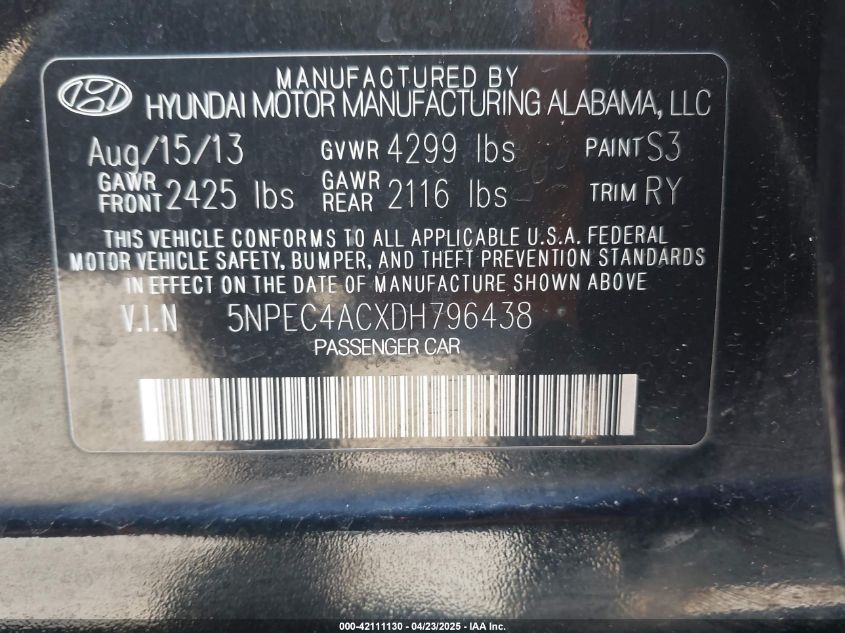 MANUFACTURED BY
HYUNDAI MOTOR MANUFACTURING ALABAMA, LLC
Aug/15/13 GVWR 4299 lbs PAINT S3
GAWR FRONT 2425 lbs GAWR REAR 2116 lbs TRIM RY
THIS VEHICLE CONFORMS TO ALL APPLICABLE U.S.A. FEDERAL
MOTOR VEHICLE SAFETY, BUMPER, AND THEFT PREVENTION STANDARDS
IN EFFECT ON THE DATE OF MANUFACTURE SHOWN ABOVE
V.I.N 5NPEC4ACXDH796438
PASSENGER CAR
000-42111130 - 04/23/2025 - IAA Inc.